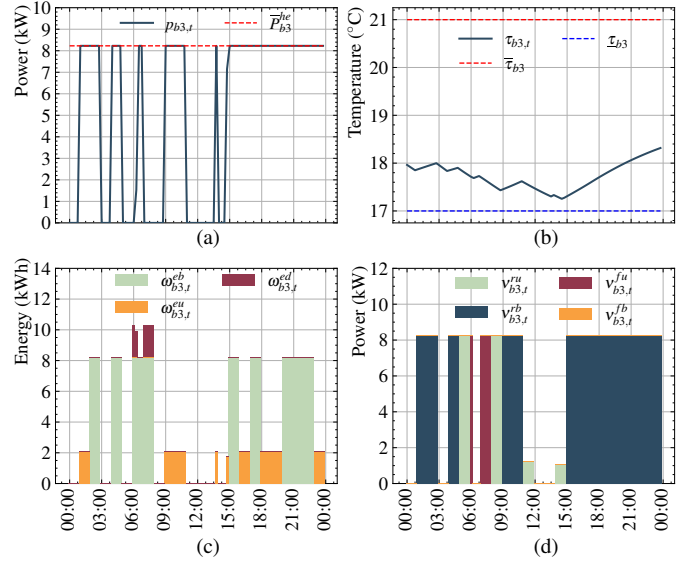 p_{b3,t} \overline{P}_{b3}^{he}
Power (kW)
9
8
7
6
5
4
3
2
1
0
(a)
τ_{b3,t} \underline{τ}_{b3}
\overline{τ}_{b3}
Temperature (°C)
21
20
19
18
17
(b)
ω^{eb}_{b3,t} ω^{ed}_{b3,t}
ω^{eu}_{b3,t}
Energy (kWh)
14
12
10
8
6
4
2
0
00:00 03:00 06:00 09:00 12:00 15:00 18:00 21:00 00:00
(c)
ν^{ru}_{b3,t} ν^{fu}_{b3,t}
ν^{rb}_{b3,t} ν^{fb}_{b3,t}
Power (kW)
12
10
8
6
4
2
0
00:00 03:00 06:00 09:00 12:00 15:00 18:00 21:00 00:00
(d)